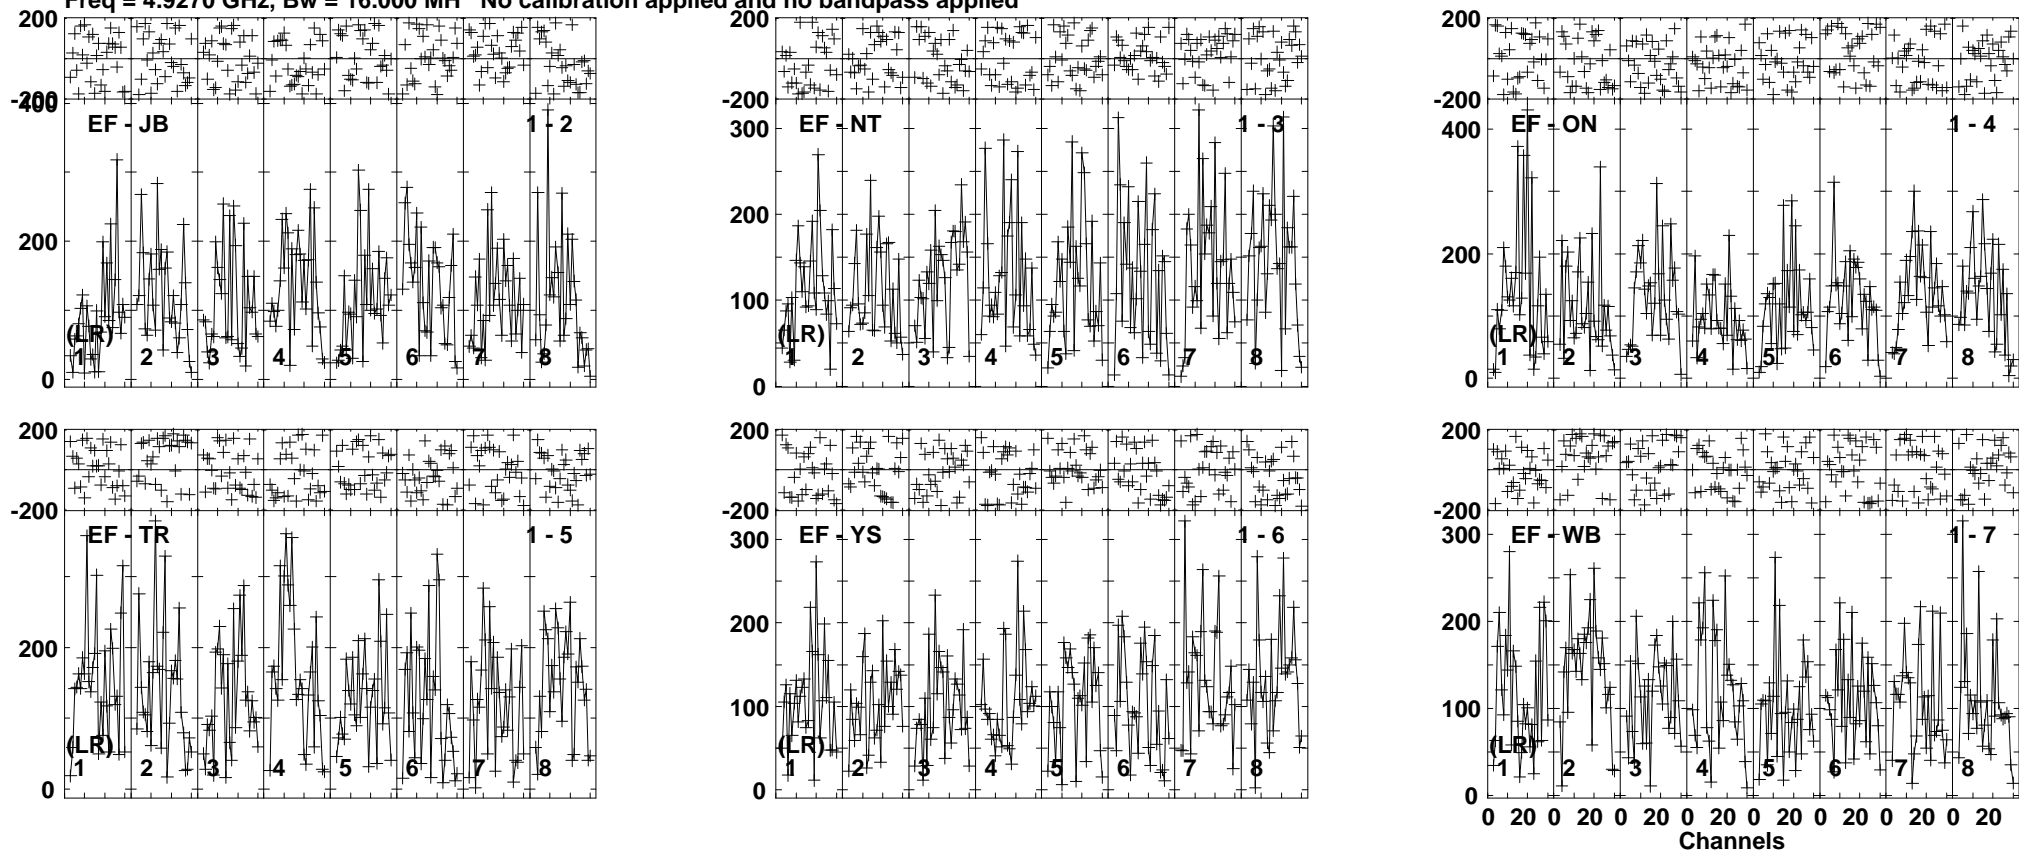 Freq = 4.9270 GHz, Bw = 16.000 MH No calibration applied and no bandpass applied
200 200 200
-200 -200 -200
400 EF - JB 1 - 2 300 EF - NT 1 - 3 400 EF - ON 1 - 4
200 200 200
100
(LR) (LR) (LR)
1 2 3 4 5 6 7 8 1 2 3 4 5 6 7 8 1 2 3 4 5 6 7 8
0 0 0
200 200 200
-200 -200 -200
EF - TR 1 - 5 300 EF - YS 1 - 6 300 EF - WB 1 - 7
200 200 200
100 100
(LR) (LR) (LR)
1 2 3 4 5 6 7 8 1 2 3 4 5 6 7 8 1 2 3 4 5 6 7 8
0 0 0
0 20 0 20 0 20 0 20 0 20 0 20 0 20
Channels